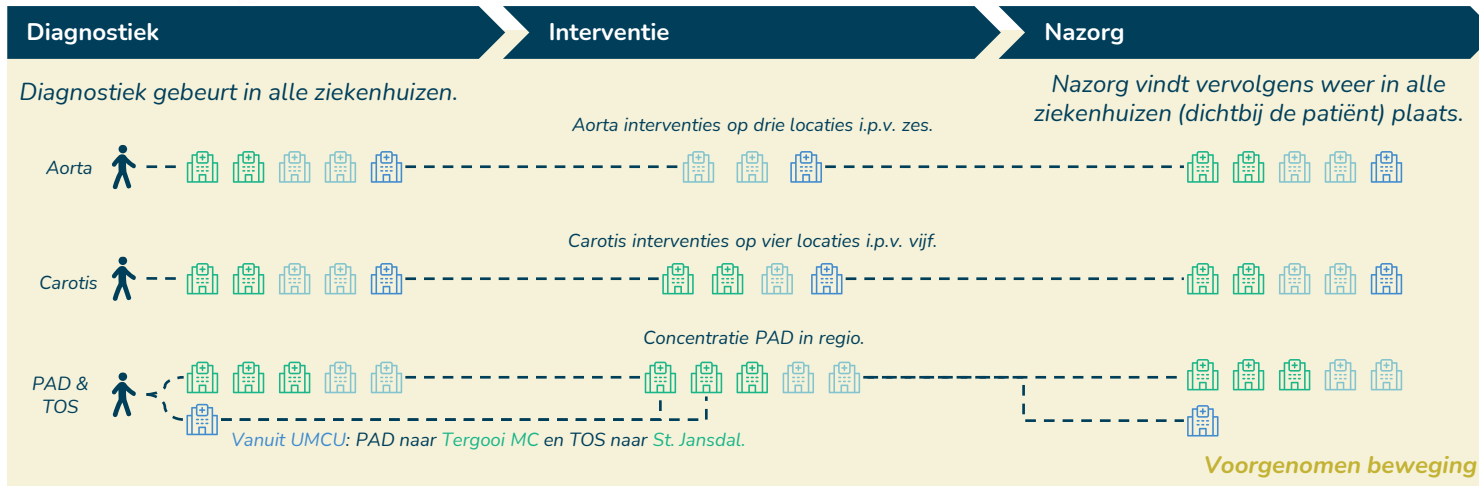 Diagnostiek
Interventie
Nazorg
Diagnostiek gebeurt in alle ziekenhuizen.
Nazorg vindt vervolgens weer in alle
ziekenhuizen (dichtbij de patiënt) plaats.
Aorta interventies op drie locaties i.p.v. zes.
Aorta
Carotis interventies op vier locaties i.p.v. vijf.
Carotis
Concentratie PAD in regio.
PAD &
TOS
Vanuit UMCU: PAD naar Tergooi MC en TOS naar St. Jansdal.
Voorgenomen beweging